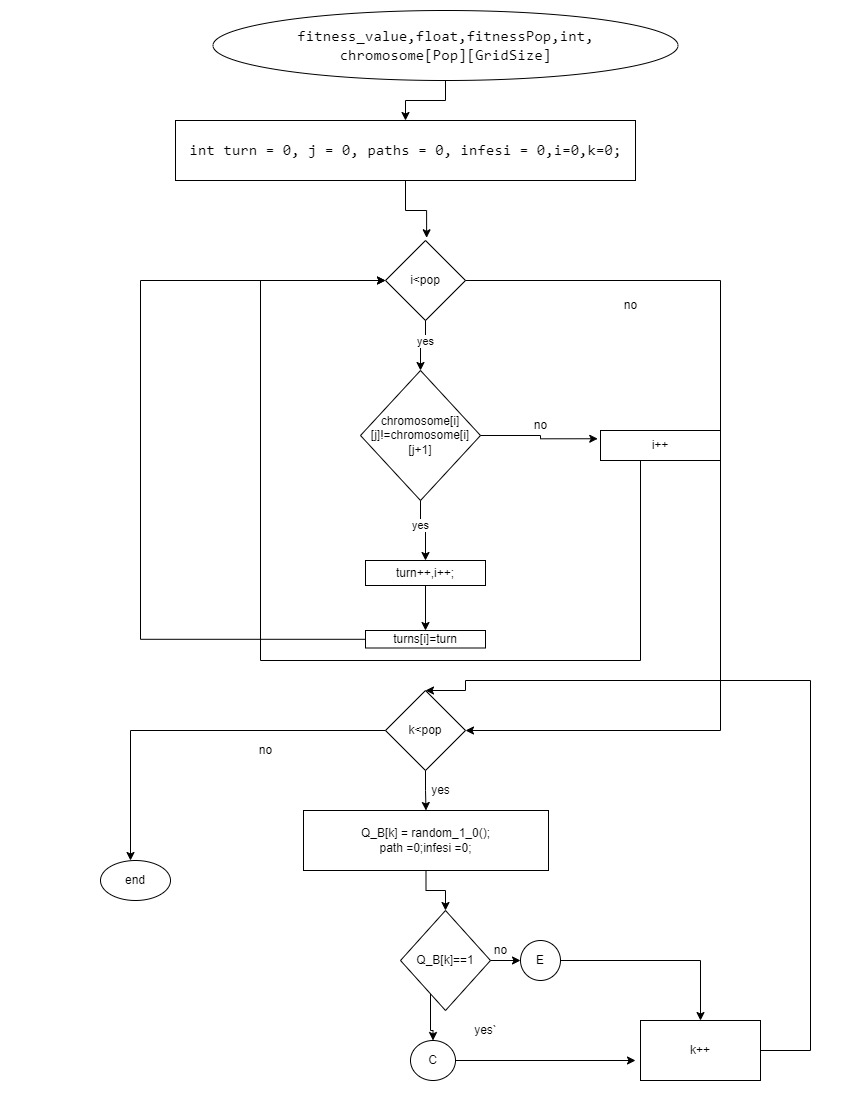 fitness_value,float,fitnessPop,int,
chromosome[Pop][GridSize]
int turn = 0, j = 0, paths = 0, infesi = 0,i=0,k=0;
i<pop
no
yes
chromosome[i]
[j]!=chromosome[i]
[j+1]
no
i++
yes
turn++,i++;
turns[i]=turn
k<pop
no
yes
Q_B[k] = random_1_0();
path =0;infesi =0;
end
Q_B[k]==1
no
E
yes`
k++
C